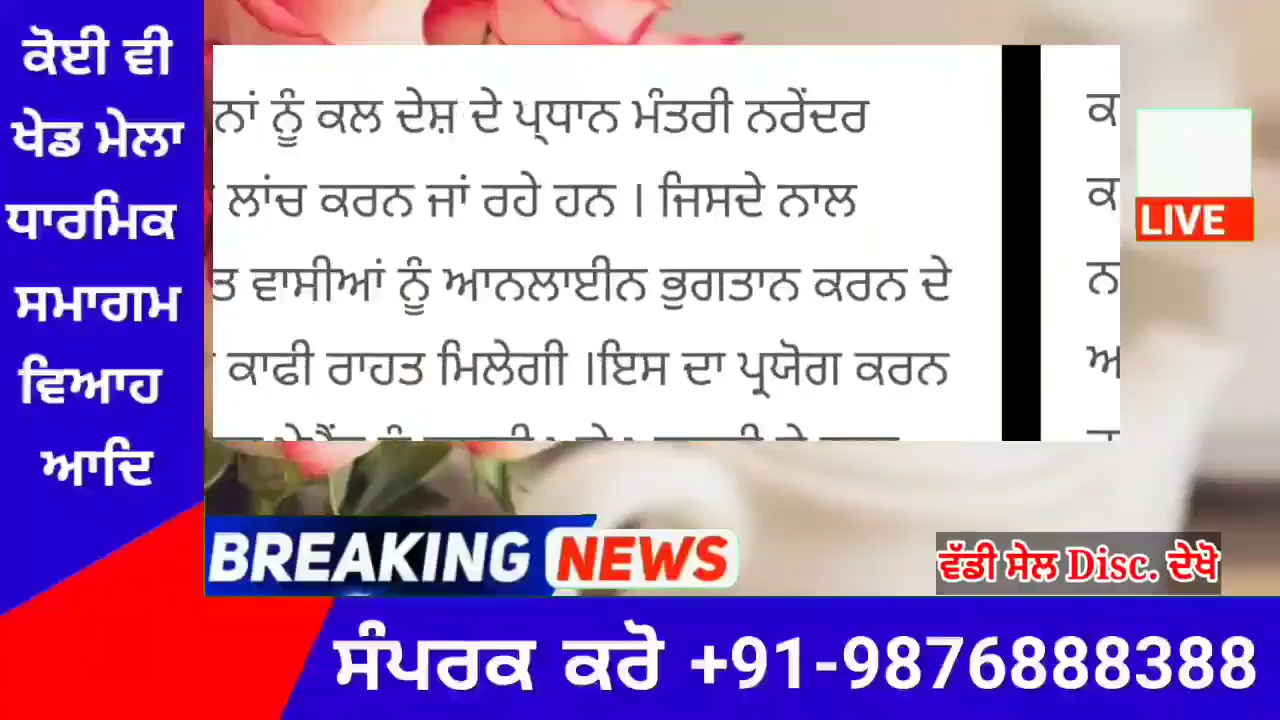 ਕੋਈ ਵੀ
ਖੇਡ ਮੇਲਾ
ਧਾਰਮਿਕ
ਸਮਾਗਮ
ਵਿਆਹ
ਆਦਿ
ਨਾਂ ਨੂੰ ਕਲ ਦੇਸ਼ ਦੇ ਪ੍ਧਾਨ ਮੰਤਰੀ ਨਰੇਂਦਰ
ਲਾਂਚ ਕਰਨ ਜਾਂ ਰਹੇ ਹਨ । ਜਿਸਦੇ ਨਾਲ
ਤ ਵਾਸੀਆਂ ਨੂੰ ਆਨਲਾਈਨ ਭੁਗਤਾਨ ਕਰਨ ਦੇ
ਕਾਫੀ ਰਾਹਤ ਮਿਲੇਗੀ ।ਇਸ ਦਾ ਪ੍ਰਯੋਗ ਕਰਨ
ਕ
ਕ
ਨ
ਅ
LIVE
BREAKING NEWS
ਵੱਡੀ ਸੇਲ Disc. ਦੇਖੋ
ਸੰਪਰਕ ਕਰੋ +91-9876888388